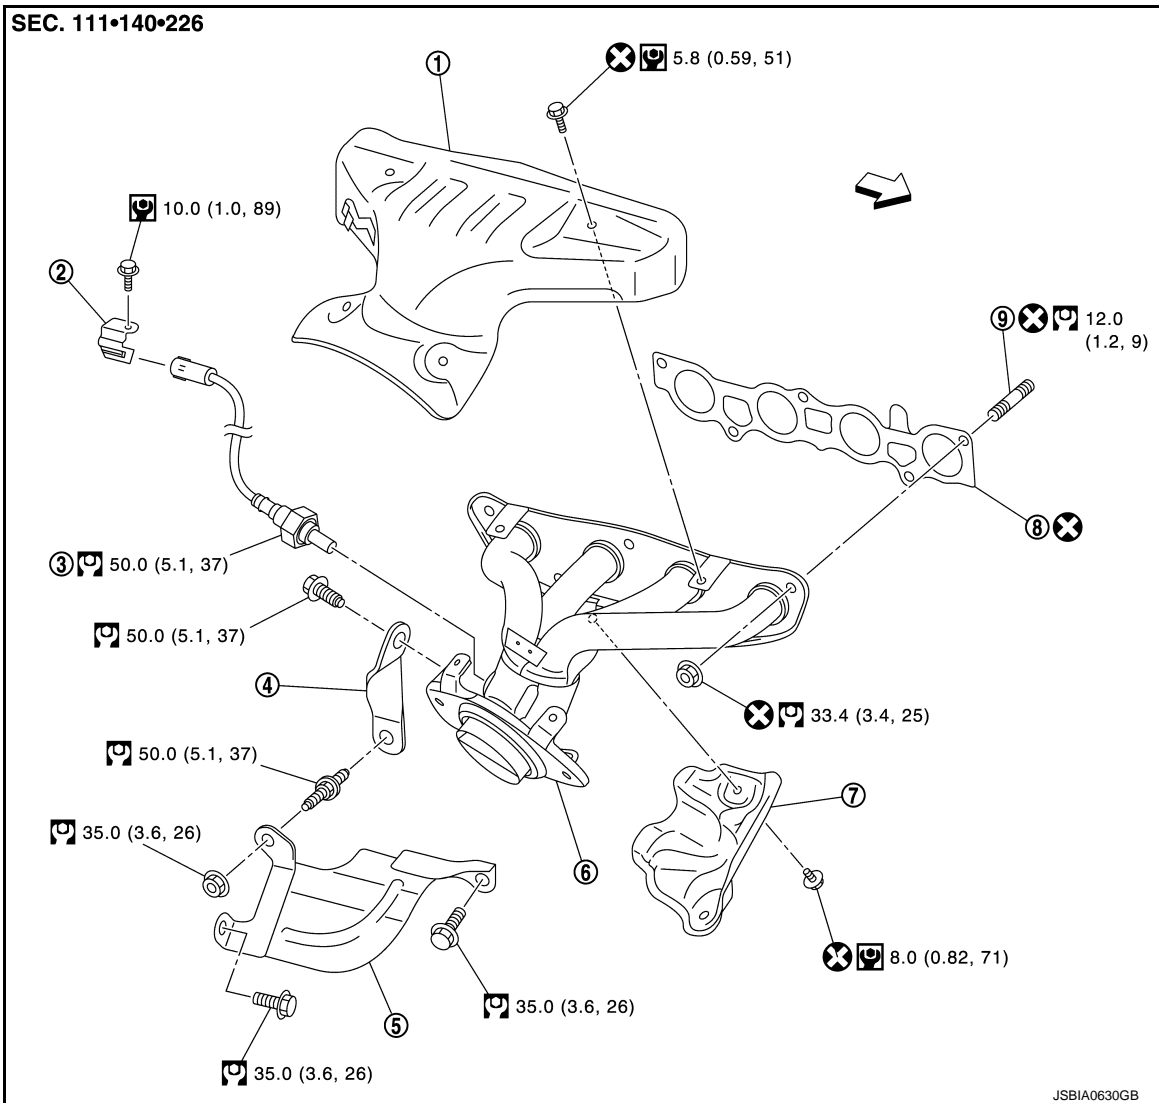 SEC. 111•140•226
① 
5.8 (0.59, 51)
10.0 (1.0, 89)
②
⑨ 12.0
(1.2, 9)
⑧
③ 50.0 (5.1, 37)
50.0 (5.1, 37)
④
33.4 (3.4, 25)
50.0 (5.1, 37)
⑦
35.0 (3.6, 26)
⑥
8.0 (0.82, 71)
35.0 (3.6, 26)
⑤
35.0 (3.6, 26)
JSBIA0630GB